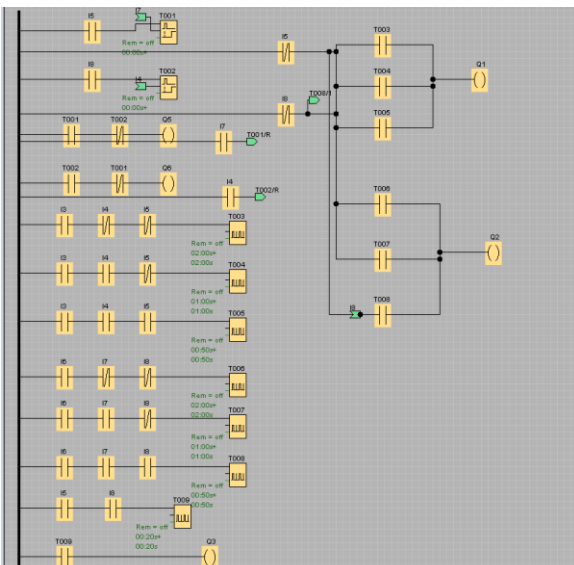 I7
T001
I6
Rem = off
00:00s+
I5
T003
Q1
I8
T002
I4
Rem = off
00:00s+
T004
I8
T008/1
T005
T001 T002 Q5
I7
T001/R
T002 T001 Q6
I4
T002/R
T006
I3 I4 I5 T003
Rem = off
02:00s+
02:00s
Q2
T007
I3 I4 I5 T004
Rem = off
01:00s+
01:00s
I8
T008
I3 I4 I5 T005
Rem = off
00:50s+
00:50s
I6 I7 I8 T006
Rem = off
02:00s+
02:00s
I6 I7 I8 T007
Rem = off
01:00s+
01:00s
I6 I7 I8 T008
Rem = off
00:50s+
00:50s
I5 I8 T009
Rem = off
00:20s+
00:20s
T009 Q3